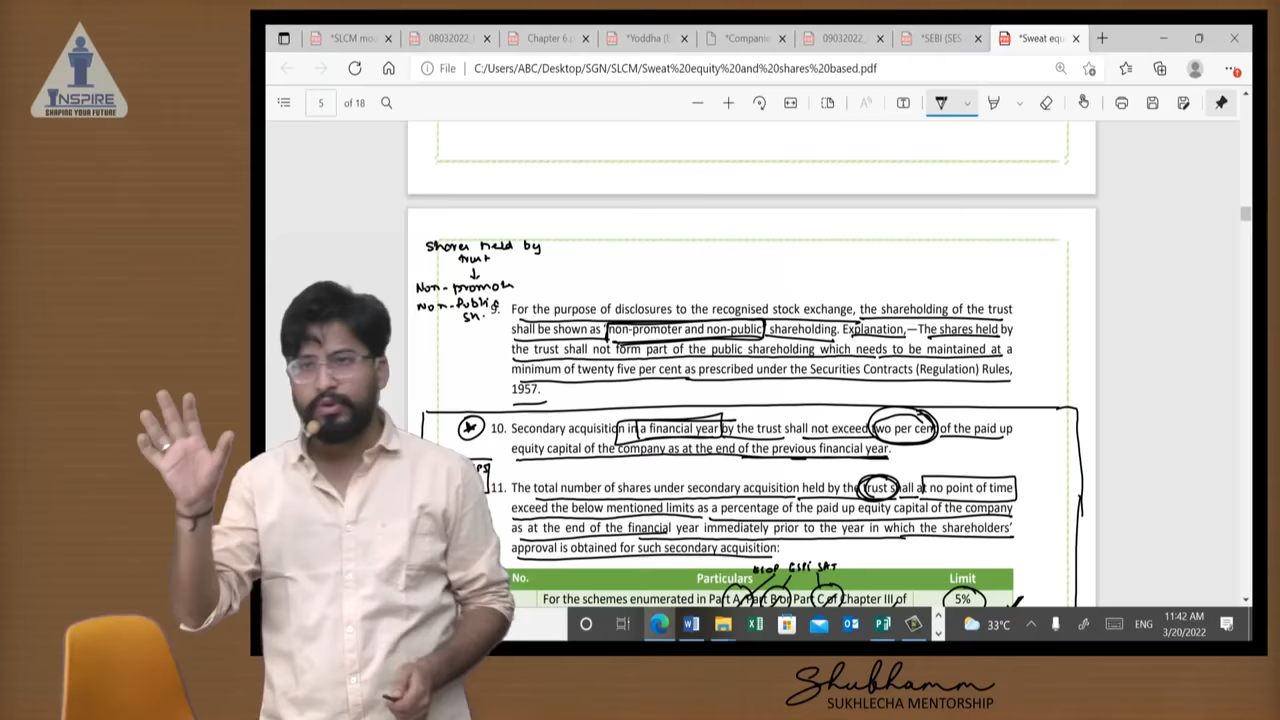 INSPIRE
SHAPING YOUR FUTURE
*SLCM mo
08032022_
Chapter 6.
*Yoddha (
*Companie
09032022_
*SEBI (SES
*Sweat equ
File C:/Users/ABC/Desktop/SGN/SLCM/Sweat%20equity%20and%20shares%20based.pdf
5 of 18
Shares held by
trust
↓
Non-promoter
Non-Public
Sh.
For the purpose of disclosures to the recognised stock exchange, the shareholding of the trust
shall be shown as 'non-promoter and non-public' shareholding. Explanation,—The shares held by
the trust shall not form part of the public shareholding which needs to be maintained at a
minimum of twenty five per cent as prescribed under the Securities Contracts (Regulation) Rules,
1957.
10. Secondary acquisition in a financial year by the trust shall not exceed two per cent of the paid up
equity capital of the company as at the end of the previous financial year.
11. The total number of shares under secondary acquisition held by the trust shall at no point of time
exceed the below mentioned limits as a percentage of the paid up equity capital of the company
as at the end of the financial year immediately prior to the year in which the shareholders'
approval is obtained for such secondary acquisition:
ESOP ESPS SAT
No. Particulars Limit
For the schemes enumerated in Part A, Part B or Part C of Chapter III of 5%
33°C ENG 11:42 AM
3/20/2022
Shubhamm
SUKHLECHA MENTORSHIP